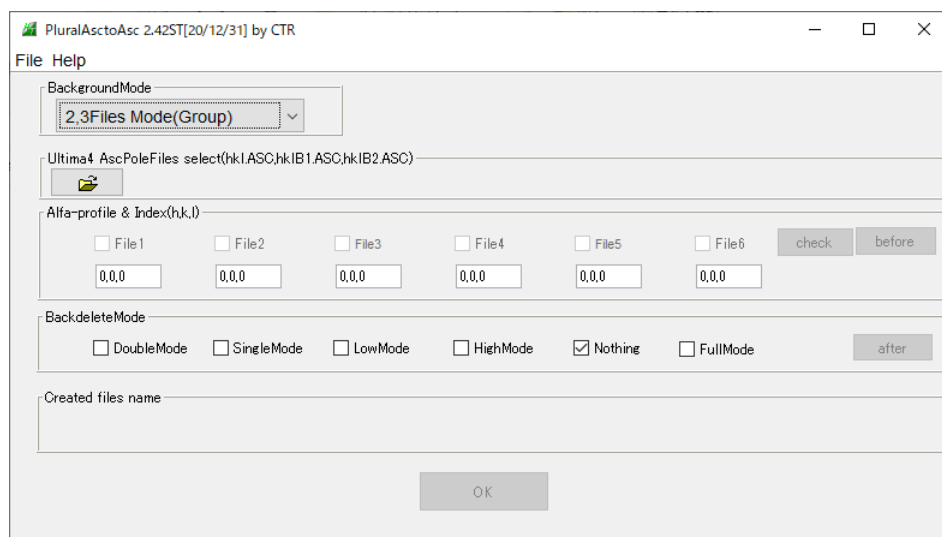 PluralAsctoAsc 2.42ST[20/12/31] by CTR
File Help
BackgroundMode
2,3Files Mode(Group)
Ultima4 AscPoleFiles select(hkl.ASC,hklB1.ASC,hklB2.ASC)
Alfa-profile & Index(h,k,l)
File1 File2 File3 File4 File5 File6 check before
0,0,0 0,0,0 0,0,0 0,0,0 0,0,0 0,0,0
BackdeleteMode
DoubleMode SingleMode LowMode HighMode Nothing FullMode after
Created files name
OK